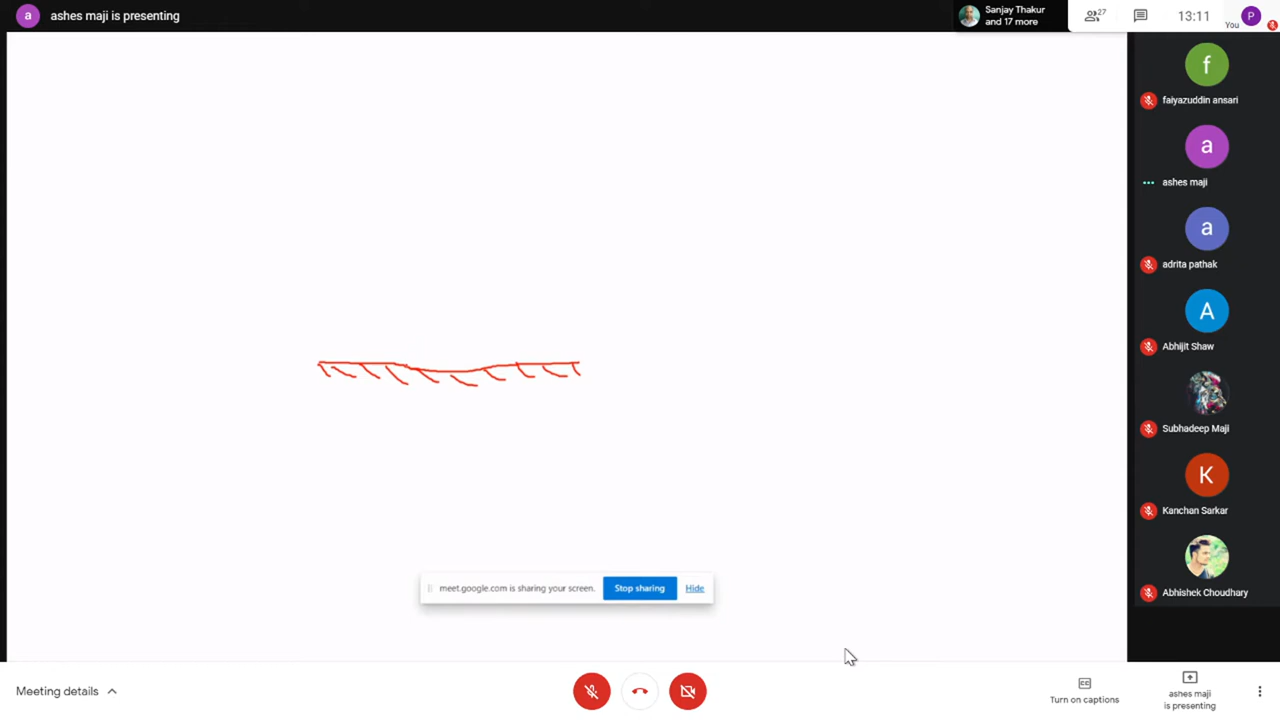 a ashes maji is presenting
Sanjay Thakur
and 17 more
27
13:11
You
P
f
faiyazuddin ansari
a
ashes maji
a
adrita pathak
A
Abhijit Shaw
Subhadeep Maji
K
Kanchan Sarkar
Abhishek Choudhary
meet.google.com is sharing your screen. Stop sharing Hide
Meeting details
Turn on captions
ashes maji
is presenting